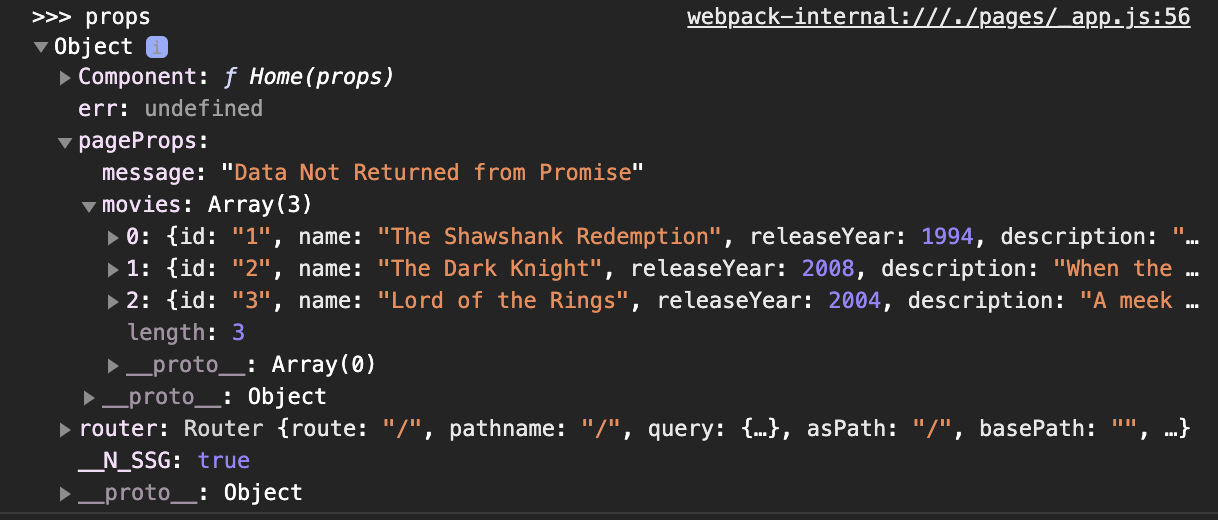 >>> props webpack-internal:///./pages/_app.js:56
Object i
Component: ƒ Home(props)
err: undefined
pageProps:
message: "Data Not Returned from Promise"
movies: Array(3)
0: {id: "1", name: "The Shawshank Redemption", releaseYear: 1994, description: "…
1: {id: "2", name: "The Dark Knight", releaseYear: 2008, description: "When the …
2: {id: "3", name: "Lord of the Rings", releaseYear: 2004, description: "A meek …
length: 3
__proto__: Array(0)
__proto__: Object
router: Router {route: "/", pathname: "/", query: {…}, asPath: "/", basePath: "", …}
__N_SSG: true
__proto__: Object